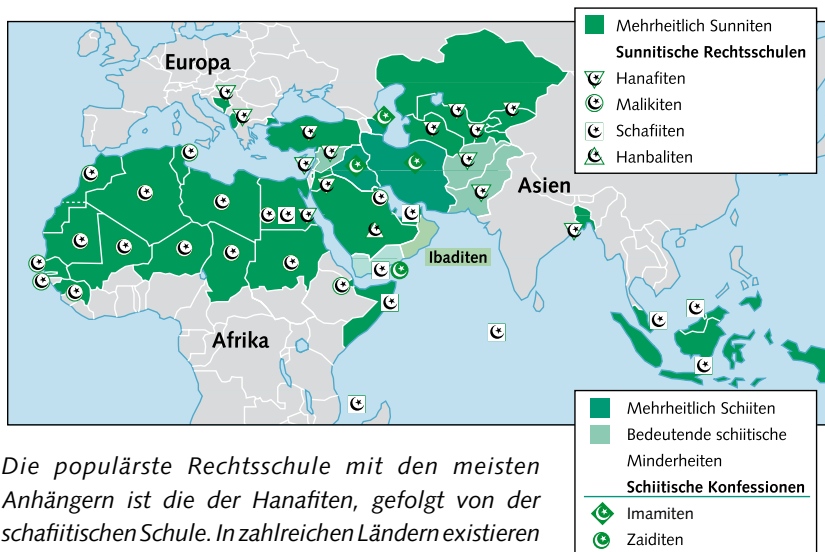 Mehrheitlich Sunniten
Sunnitische Rechtsschulen
Hanafiten
Malikiten
Schafiiten
Hanbaliten
Europa
Asien
Ibaditen
Afrika
Mehrheitlich Schiiten
Bedeutende schiitische
Minderheiten
Schiitische Konfessionen
Imamiten
Zaiditen
Die populärste Rechtsschule mit den meisten
Anhängern ist die der Hanafiten, gefolgt von der
schafiitischen Schule. In zahlreichen Ländern existieren